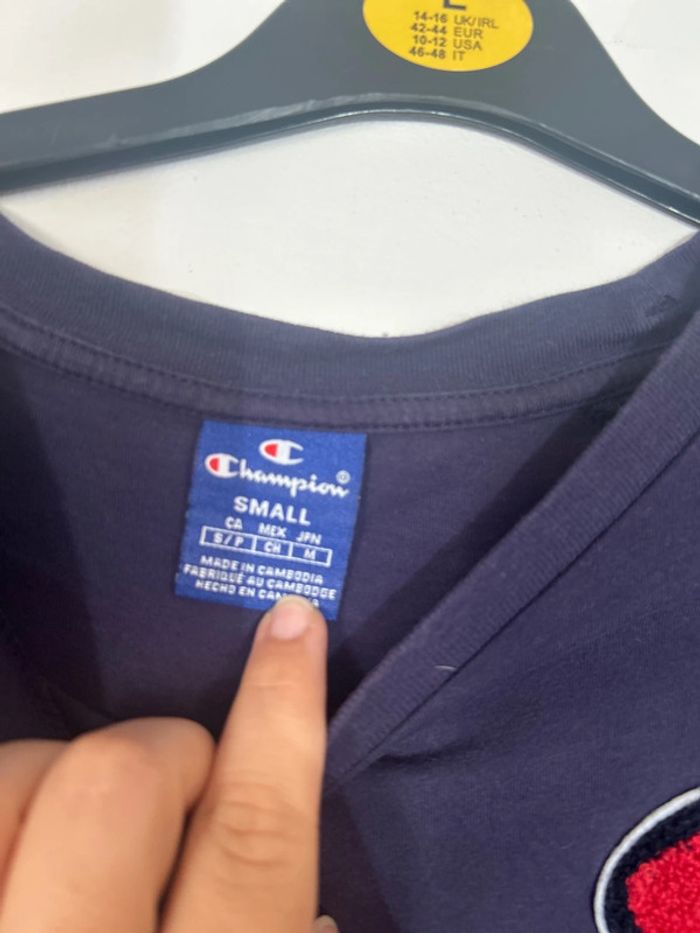 L
14-16 UK/IRL
42-44 EUR
10-12 USA
46-48 IT
Champion®
SMALL
CA MEX JPN
S/P CH M
MADE IN CAMBODIA
FABRIQUÉ AU CAMBODGE
HECHO EN